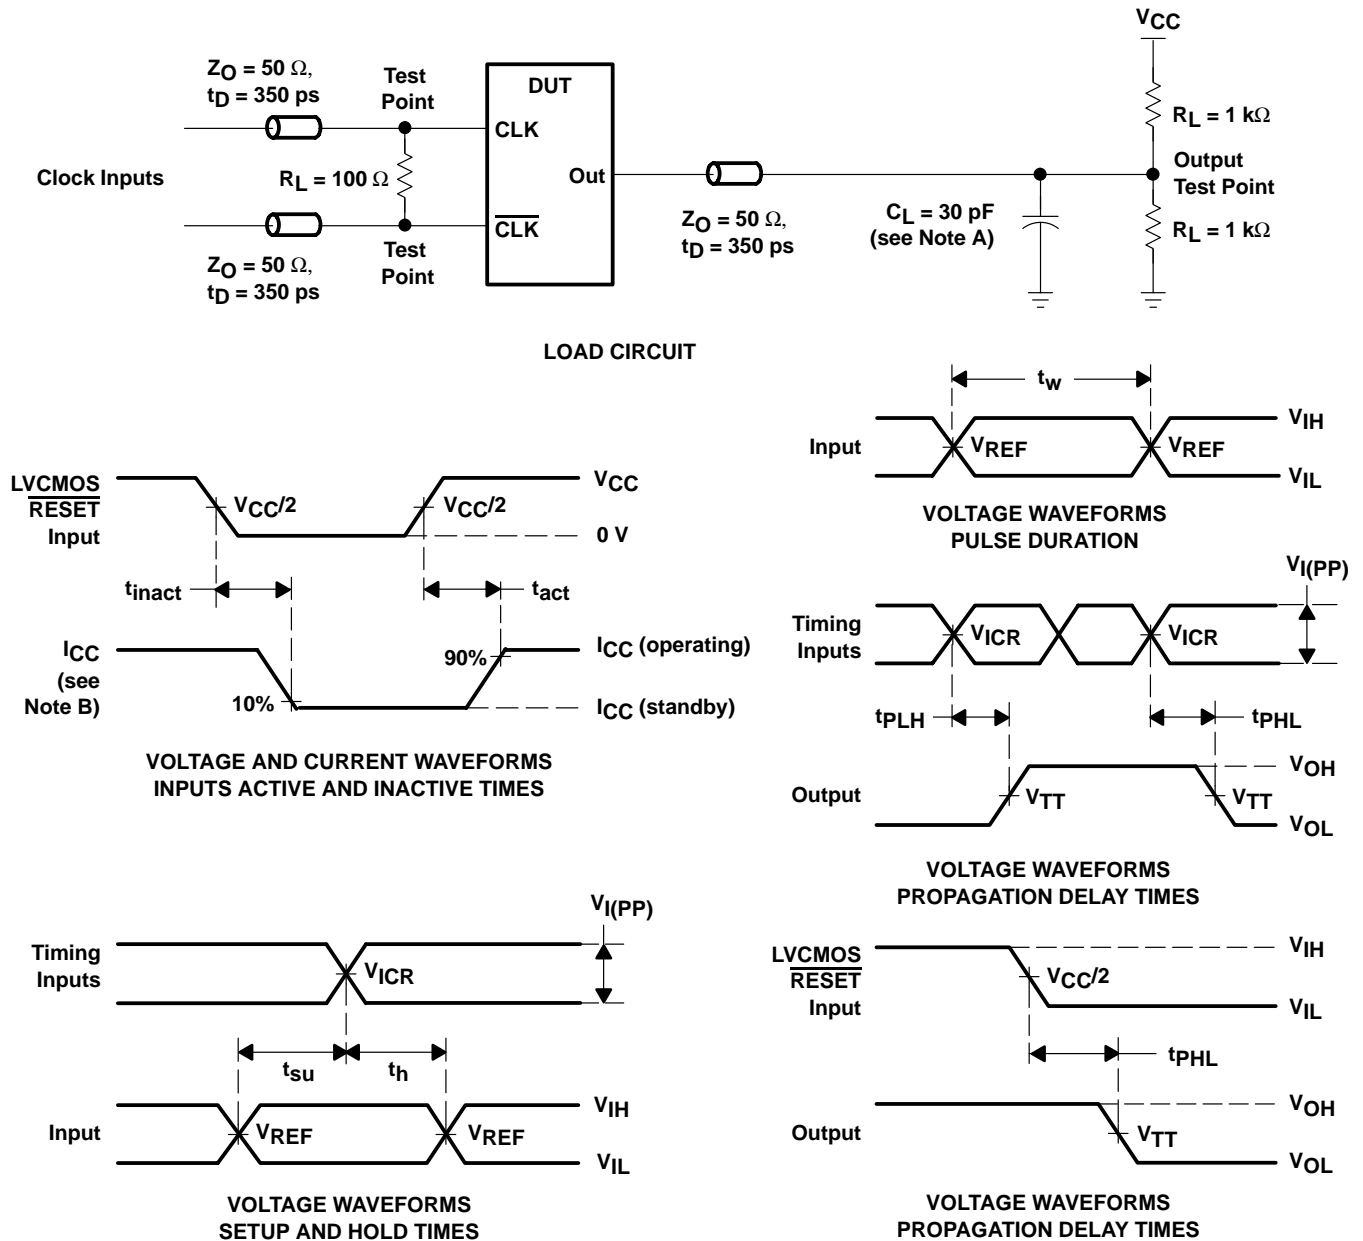 VCC
ZO = 50 Ω,
tD = 350 ps
Test
Point
DUT
CLK
RL = 1 kΩ
Clock Inputs
RL = 100 Ω
Out
Output
Test Point
CLK
ZO = 50 Ω,
tD = 350 ps
Test
Point
ZO = 50 Ω,
tD = 350 ps
CL = 30 pF
(see Note A)
RL = 1 kΩ
LOAD CIRCUIT
tw
Input
VREF
VREF
VIH
VIL
VOLTAGE WAVEFORMS
PULSE DURATION
LVCMOS
RESET
Input
VCC/2
VCC/2
VCC
0 V
tinact
tact
ICC
(see
Note B)
10%
90%
ICC (operating)
ICC (standby)
VOLTAGE AND CURRENT WAVEFORMS
INPUTS ACTIVE AND INACTIVE TIMES
VI(PP)
Timing
Inputs
VICR
VICR
tPLH
tPHL
Output
VTT
VTT
VOH
VOL
VOLTAGE WAVEFORMS
PROPAGATION DELAY TIMES
VI(PP)
Timing
Inputs
VICR
tsu
th
Input
VREF
VREF
VIH
VIL
VOLTAGE WAVEFORMS
SETUP AND HOLD TIMES
LVCMOS
RESET
Input
VCC/2
VIH
VIL
tPHL
Output
VTT
VOH
VOL
VOLTAGE WAVEFORMS
PROPAGATION DELAY TIMES